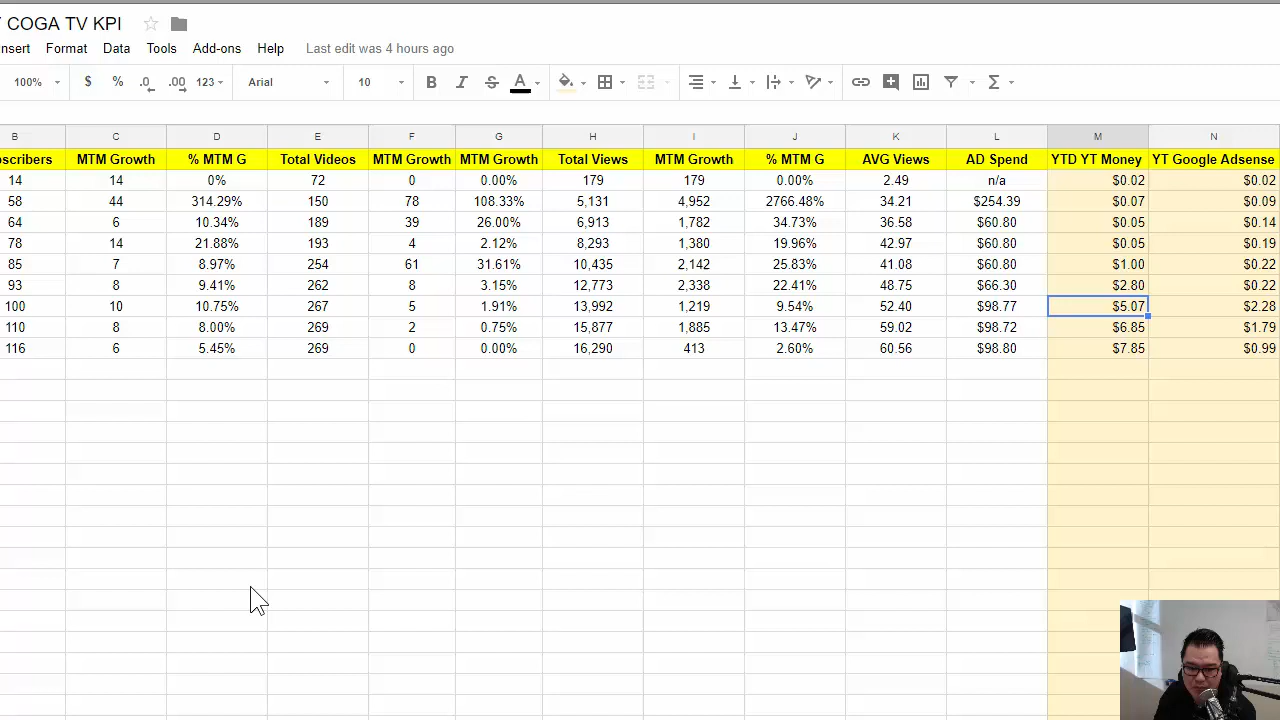 COGA TV KPI
nsert Format Data Tools Add-ons Help Last edit was 4 hours ago
100% $ % .0 .00 123 Arial 10 B I S A
B C D E F G H I J K L M N
scribers MTM Growth % MTM G Total Videos MTM Growth MTM Growth Total Views MTM Growth % MTM G AVG Views AD Spend YTD YT Money YT Google Adsense
14 14 0% 72 0 0.00% 179 179 0.00% 2.49 n/a $0.02 $0.02
58 44 314.29% 150 78 108.33% 5,131 4,952 2766.48% 34.21 $254.39 $0.07 $0.09
64 6 10.34% 189 39 26.00% 6,913 1,782 34.73% 36.58 $60.80 $0.05 $0.14
78 14 21.88% 193 4 2.12% 8,293 1,380 19.96% 42.97 $60.80 $0.05 $0.19
85 7 8.97% 254 61 31.61% 10,435 2,142 25.83% 41.08 $60.80 $1.00 $0.22
93 8 9.41% 262 8 3.15% 12,773 2,338 22.41% 48.75 $66.30 $2.80 $0.22
100 10 10.75% 267 5 1.91% 13,992 1,219 9.54% 52.40 $98.77 $5.07 $2.28
110 8 8.00% 269 2 0.75% 15,877 1,885 13.47% 59.02 $98.72 $6.85 $1.79
116 6 5.45% 269 0 0.00% 16,290 413 2.60% 60.56 $98.80 $7.85 $0.99